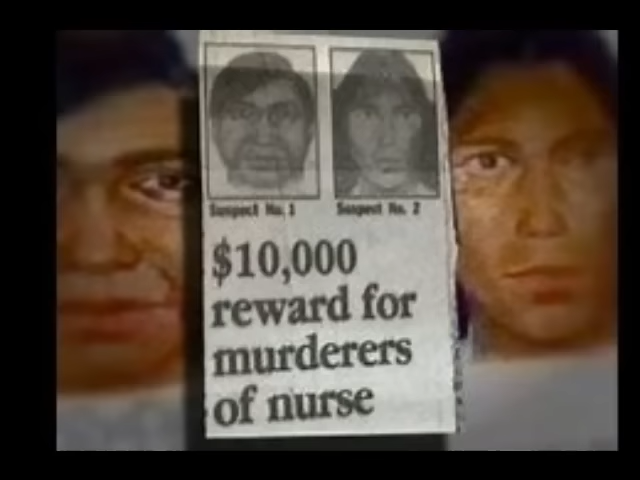 Suspect No. 1 Suspect No. 2
$10,000
reward for
murderers
of nurse